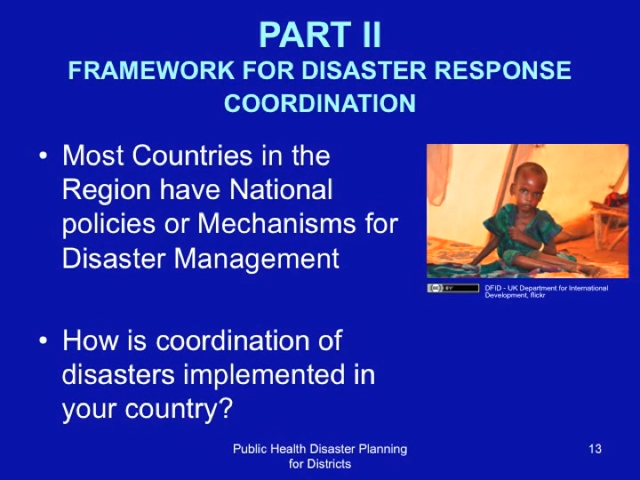 PART II
FRAMEWORK FOR DISASTER RESPONSE
COORDINATION
• Most Countries in the
Region have National
policies or Mechanisms for
Disaster Management
DFID - UK Department for International
Development, flickr
• How is coordination of
disasters implemented in
your country?
Public Health Disaster Planning
for Districts
13